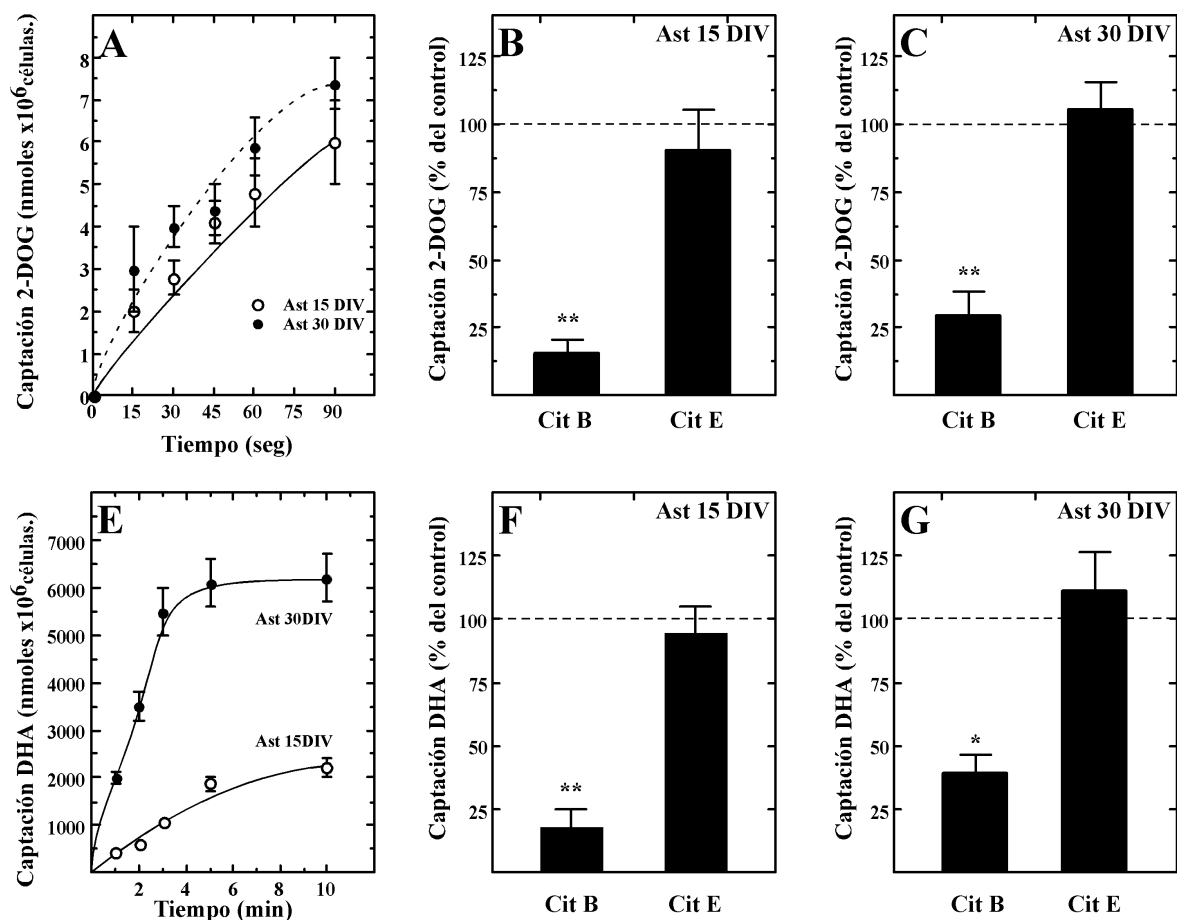 A
Captación 2-DOG (nmoles x10⁶células.)
8
7
6
5
4
3
2
1
0
Ast 15 DIV
Ast 30 DIV
0 15 30 45 60 75 90
Tiempo (seg)
B
Ast 15 DIV
Captación 2-DOG (% del control)
125
100
75
50
25
**
Cit B Cit E
C
Ast 30 DIV
Captación 2-DOG (% del control)
125
100
75
50
25
**
Cit B Cit E
E
Captación DHA (nmoles x10⁶células.)
7000
6000
5000
4000
3000
2000
1000
Ast 30DIV
Ast 15DIV
2 4 6 8 10
Tiempo (min)
F
Ast 15 DIV
Captación DHA (% del control)
125
100
75
50
25
**
Cit B Cit E
G
Ast 30 DIV
Captación DHA (% del control)
125
100
75
50
25
*
Cit B Cit E